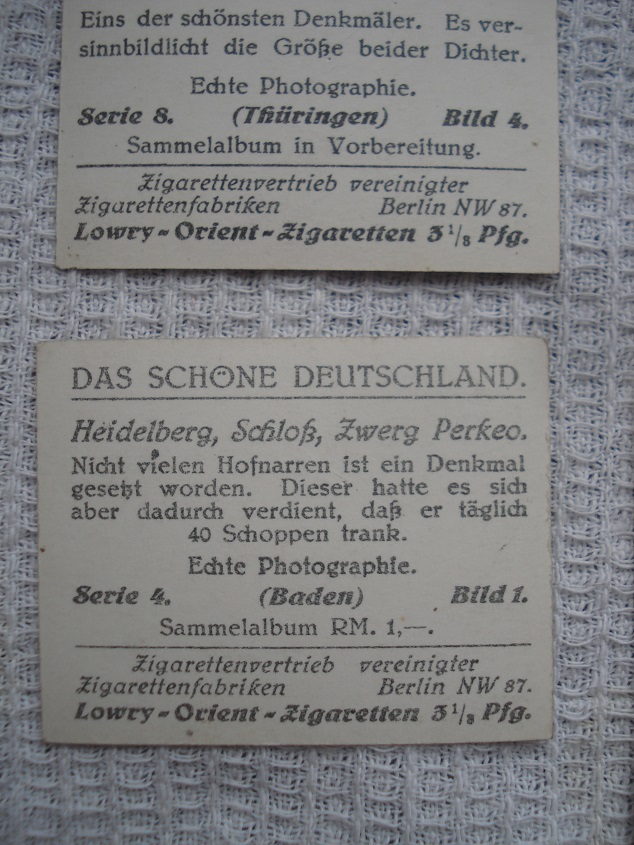 Eins der schönsten Denkmäler. Es ver-
sinnbildlicht die Größe beider Dichter.
Echte Photographie.
Serie 8. (Thüringen) Bild 4.
Sammelalbum in Vorbereitung.
Zigarettenvertrieb vereinigter
Zigarettenfabriken Berlin NW 87.
Lowry-Orient-Zigaretten 3 1/8 Pfg.
DAS SCHÖNE DEUTSCHLAND.
Heidelberg, Schloß, Zwerg Perkeo.
Nicht vielen Hofnarren ist ein Denkmal
gesetzt worden. Dieser hatte es sich
aber dadurch verdient, daß er täglich
40 Schoppen trank.
Echte Photographie.
Serie 4. (Baden) Bild 1.
Sammelalbum RM. 1,—.
Zigarettenvertrieb vereinigter
Zigarettenfabriken Berlin NW 87.
Lowry-Orient-Zigaretten 3 1/8 Pfg.